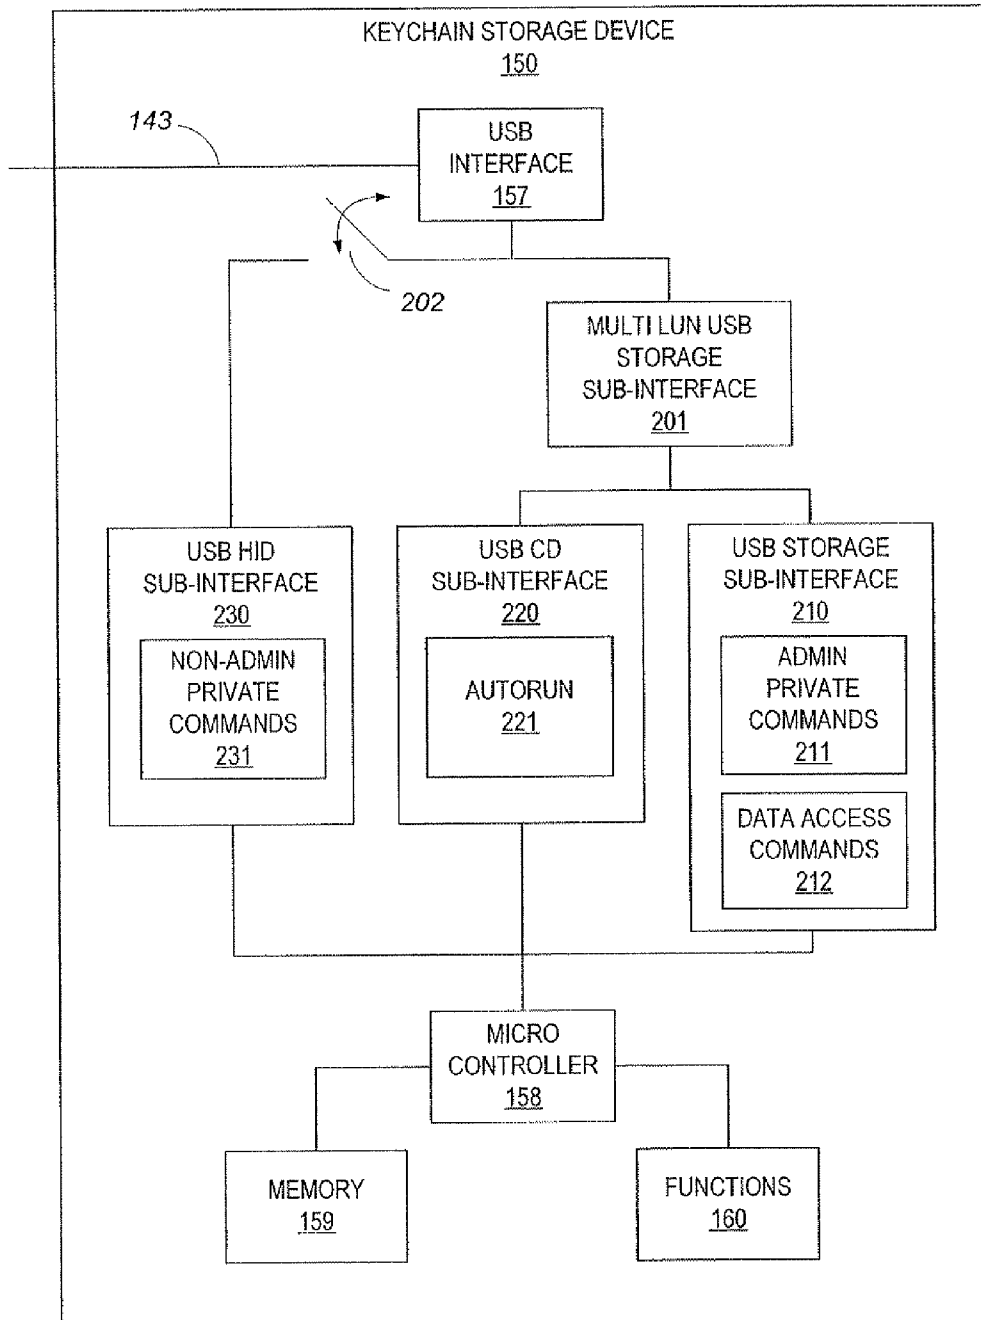 KEYCHAIN STORAGE DEVICE
150
143
USB
INTERFACE
157
202
MULTI LUN USB
STORAGE
SUB-INTERFACE
201
USB HID
SUB-INTERFACE
230
NON-ADMIN
PRIVATE
COMMANDS
231
USB CD
SUB-INTERFACE
220
AUTORUN
221
USB STORAGE
SUB-INTERFACE
210
ADMIN
PRIVATE
COMMANDS
211
DATA ACCESS
COMMANDS
212
MICRO
CONTROLLER
158
MEMORY
159
FUNCTIONS
160